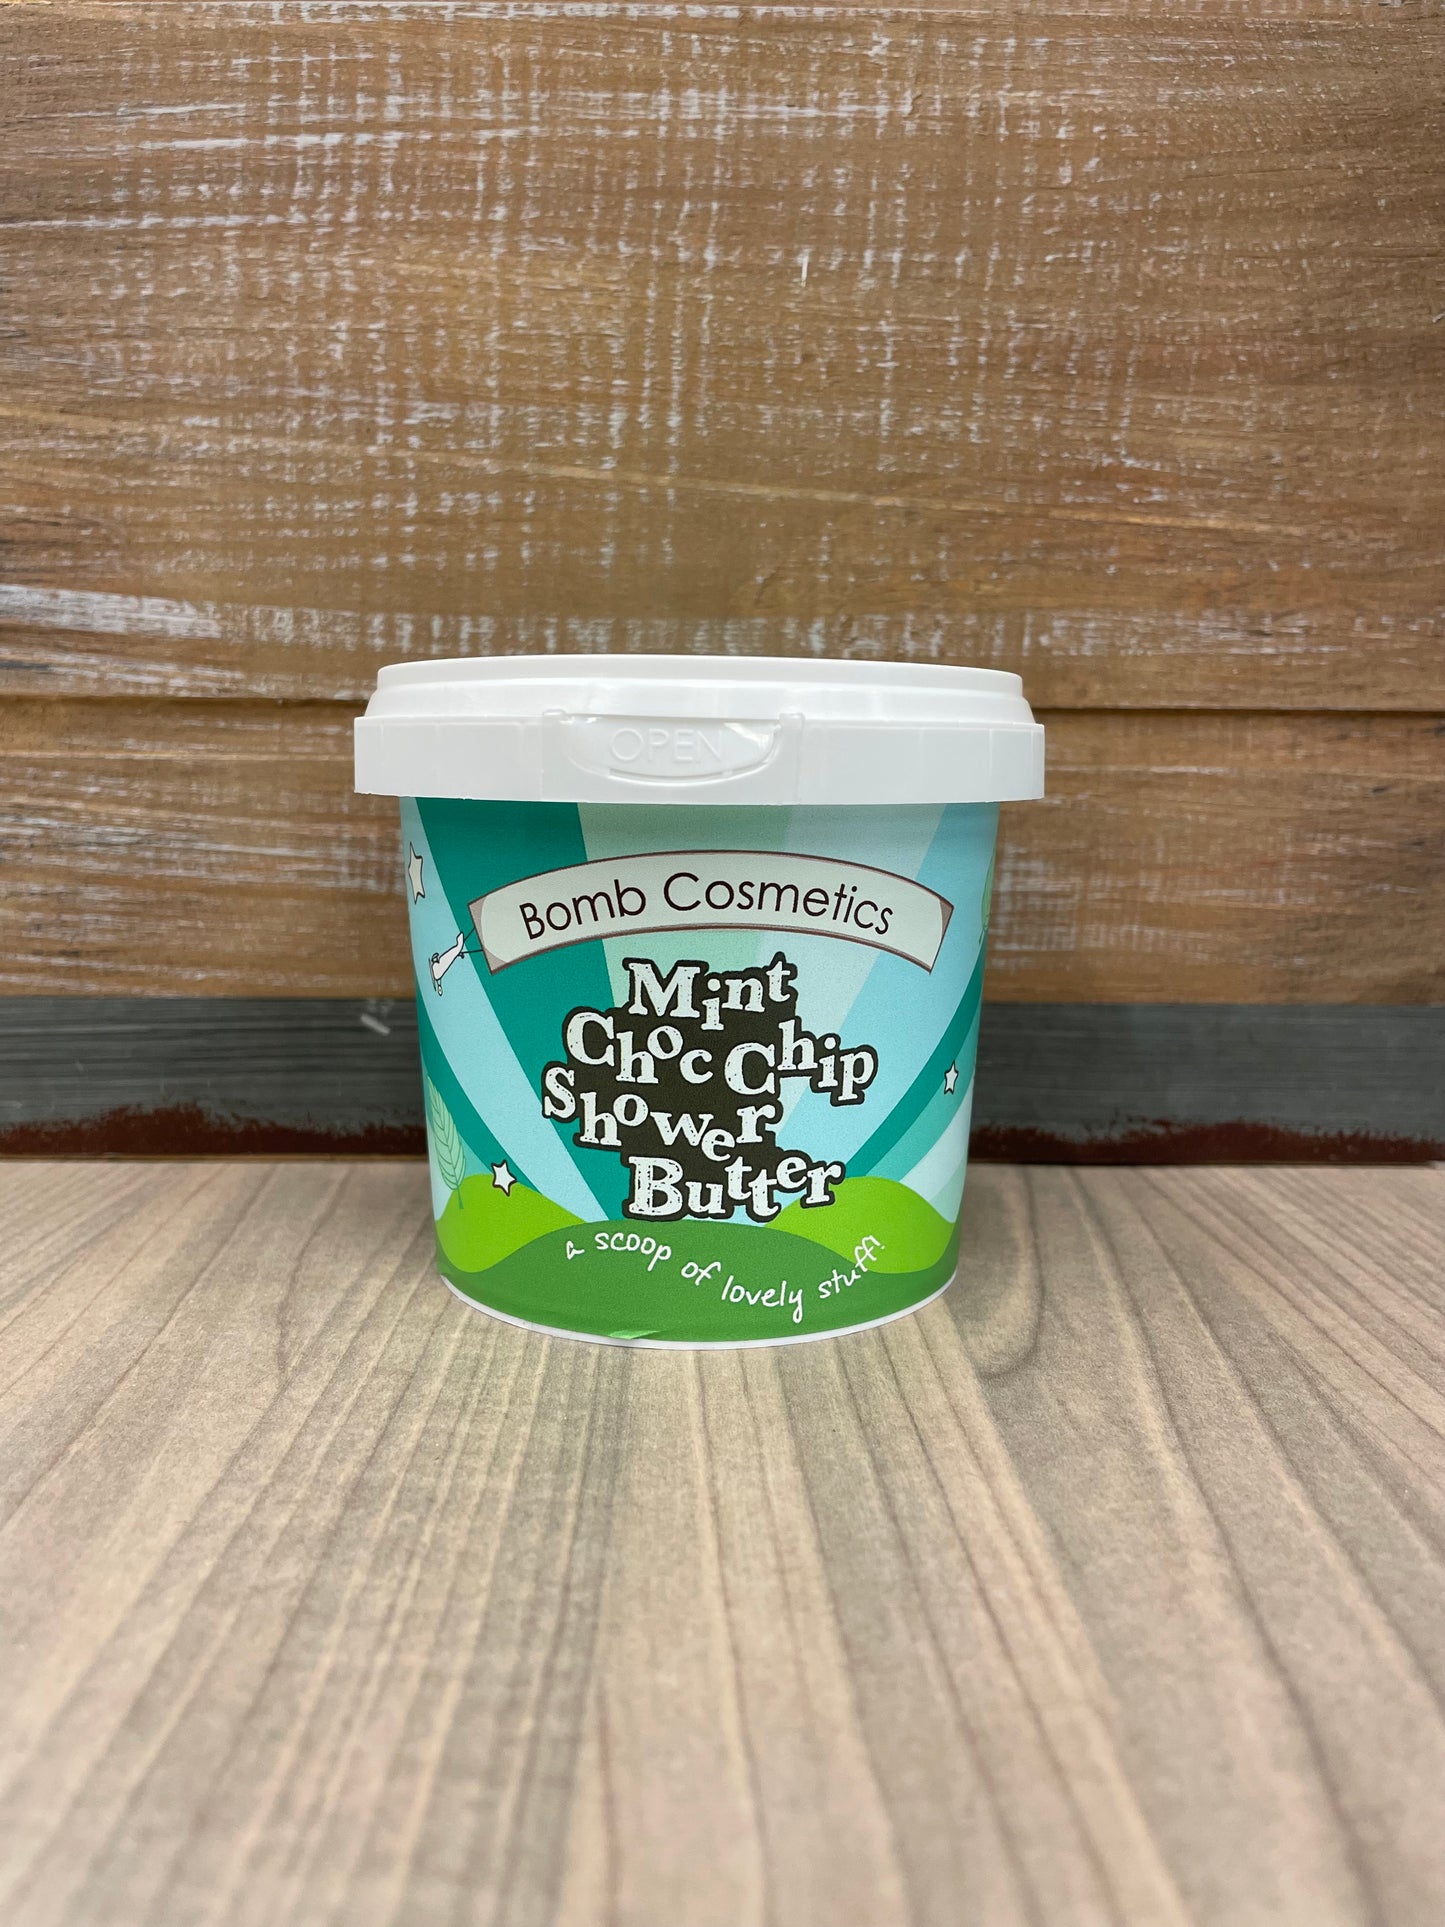 OPEN
Bomb Cosmetics
Mint
Choc Chip
Shower
Butter
a scoop of lovely stuff!